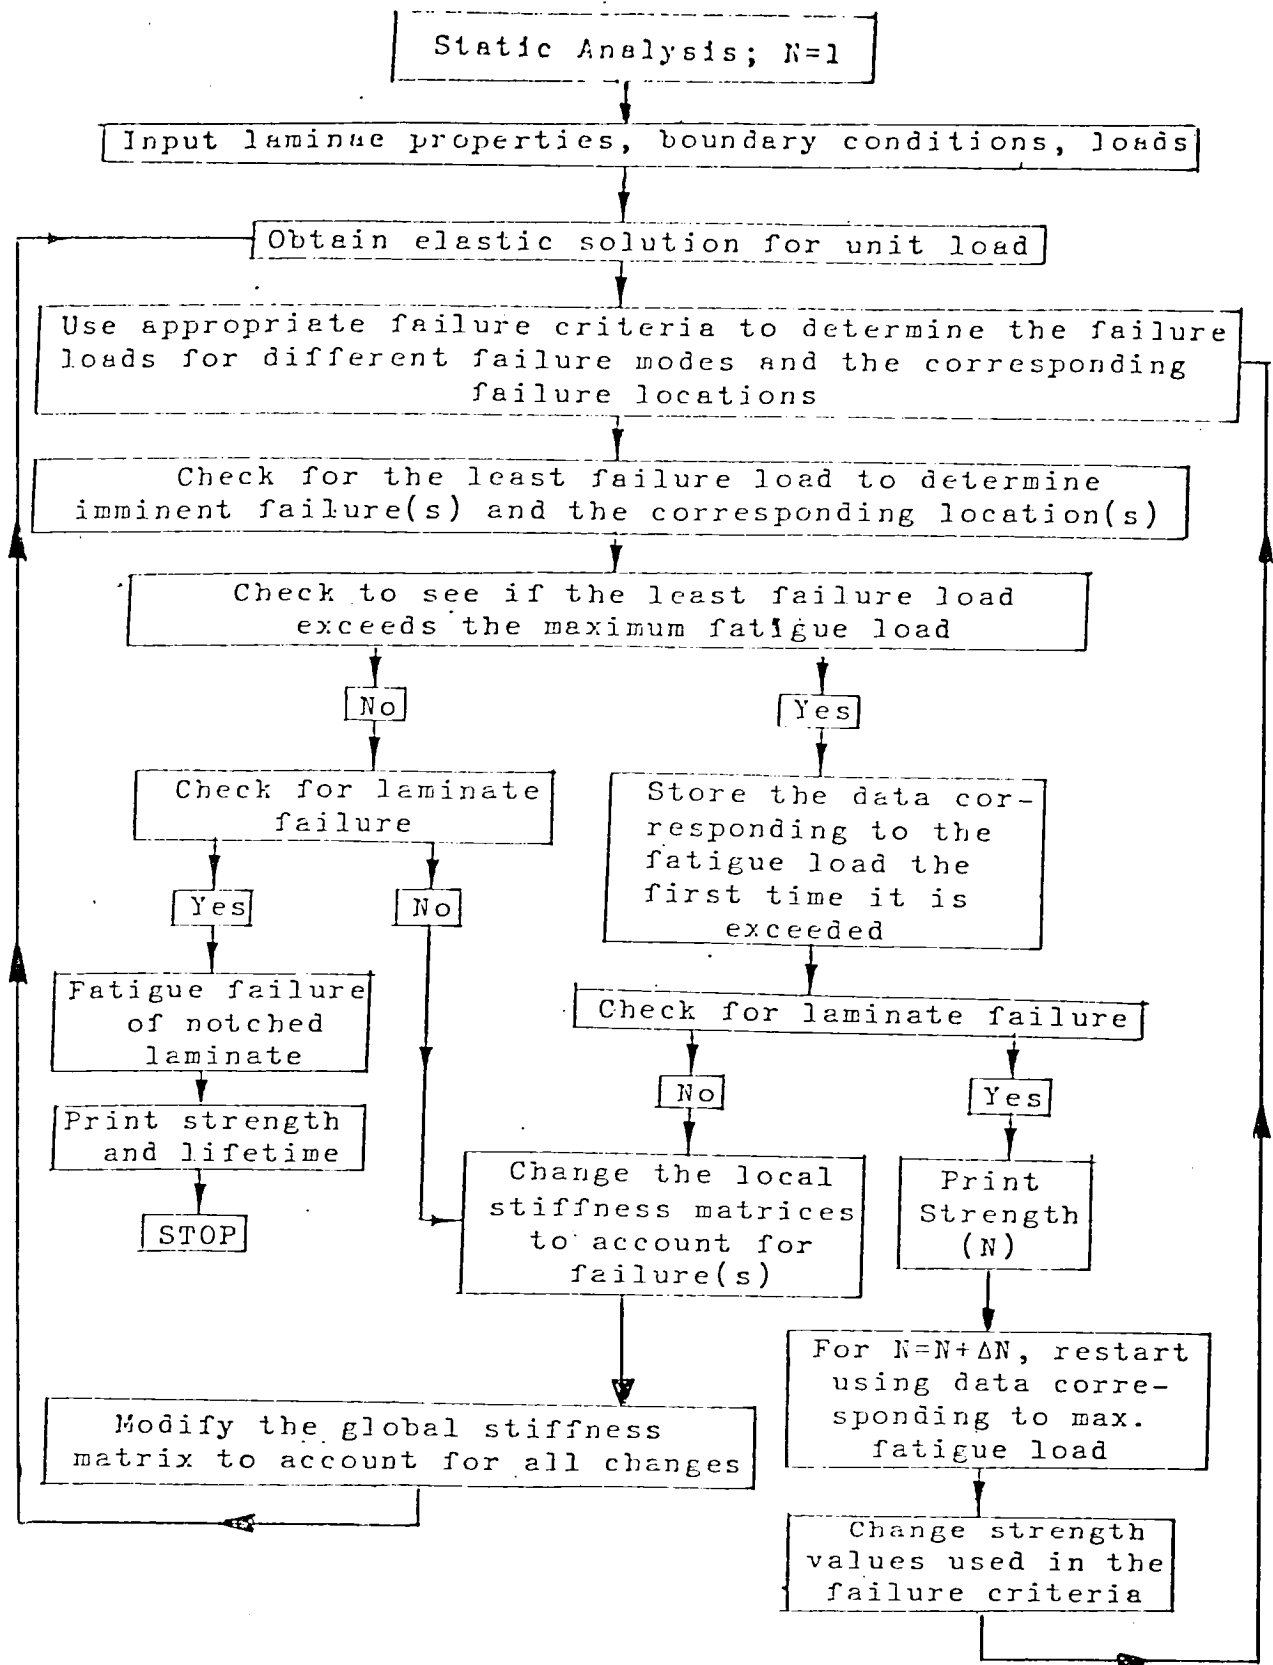 Static Analysis; N=1
Input laminae properties, boundary conditions, loads
Obtain elastic solution for unit load
Use appropriate failure criteria to determine the failure
loads for different failure modes and the corresponding
failure locations
Check for the least failure load to determine
imminent failure(s) and the corresponding location(s)
Check to see if the least failure load
exceeds the maximum fatigue load
No
Yes
Check for laminate
failure
Yes
No
Fatigue failure
of notched
laminate
Print strength
and lifetime
STOP
Store the data cor-
responding to the
fatigue load the
first time it is
exceeded
Check for laminate failure
No
Yes
Change the local
stiffness matrices
to account for
failure(s)
Print
Strength
(N)
Modify the global stiffness
matrix to account for all changes
For N=N+ΔN, restart
using data corre-
sponding to max.
fatigue load
Change strength
values used in the
failure criteria